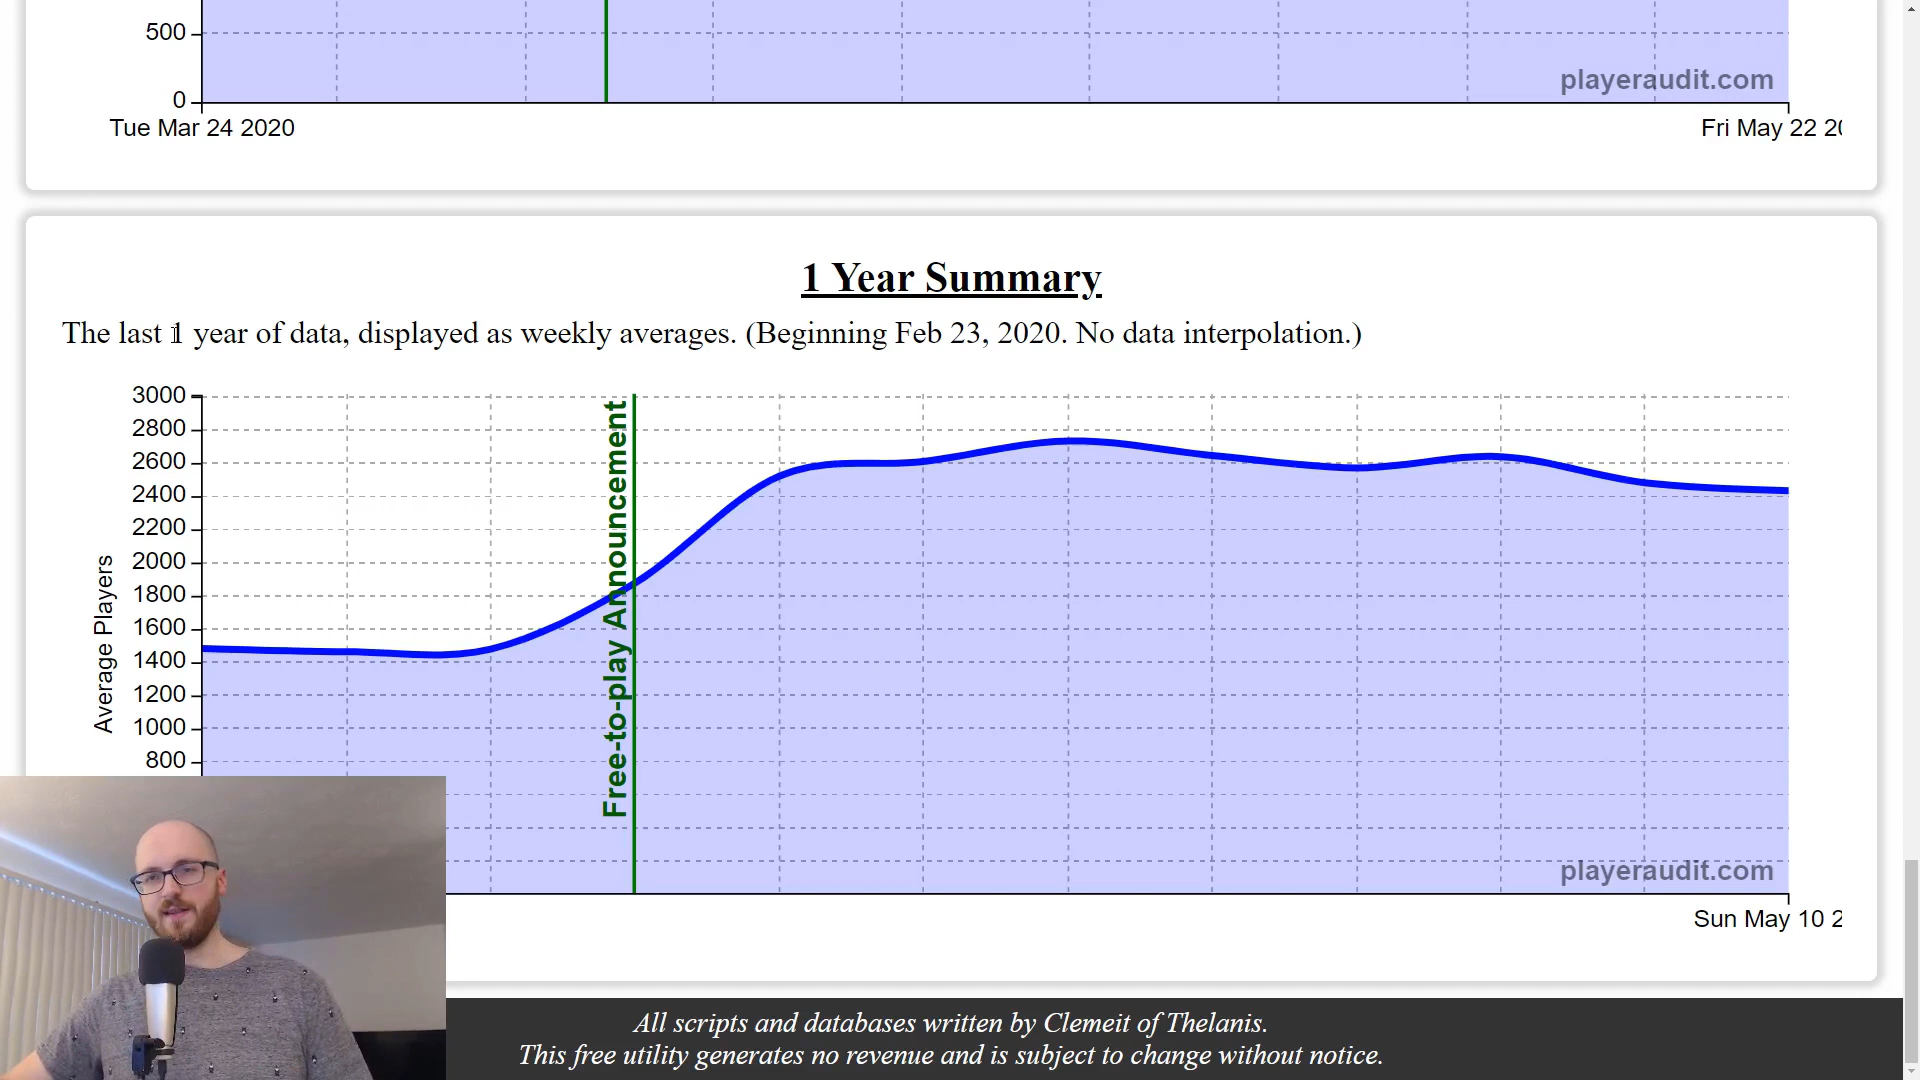 500
0
playeraudit.com
Tue Mar 24 2020
Fri May 22 20
1 Year Summary
The last 1 year of data, displayed as weekly averages. (Beginning Feb 23, 2020. No data interpolation.)
3000
2800
2600
2400
2200
2000
1800
1600
1400
1200
1000
800
Average Players
Free-to-play Announcement
playeraudit.com
Sun May 10 2
All scripts and databases written by Clemeit of Thelanis.
This free utility generates no revenue and is subject to change without notice.